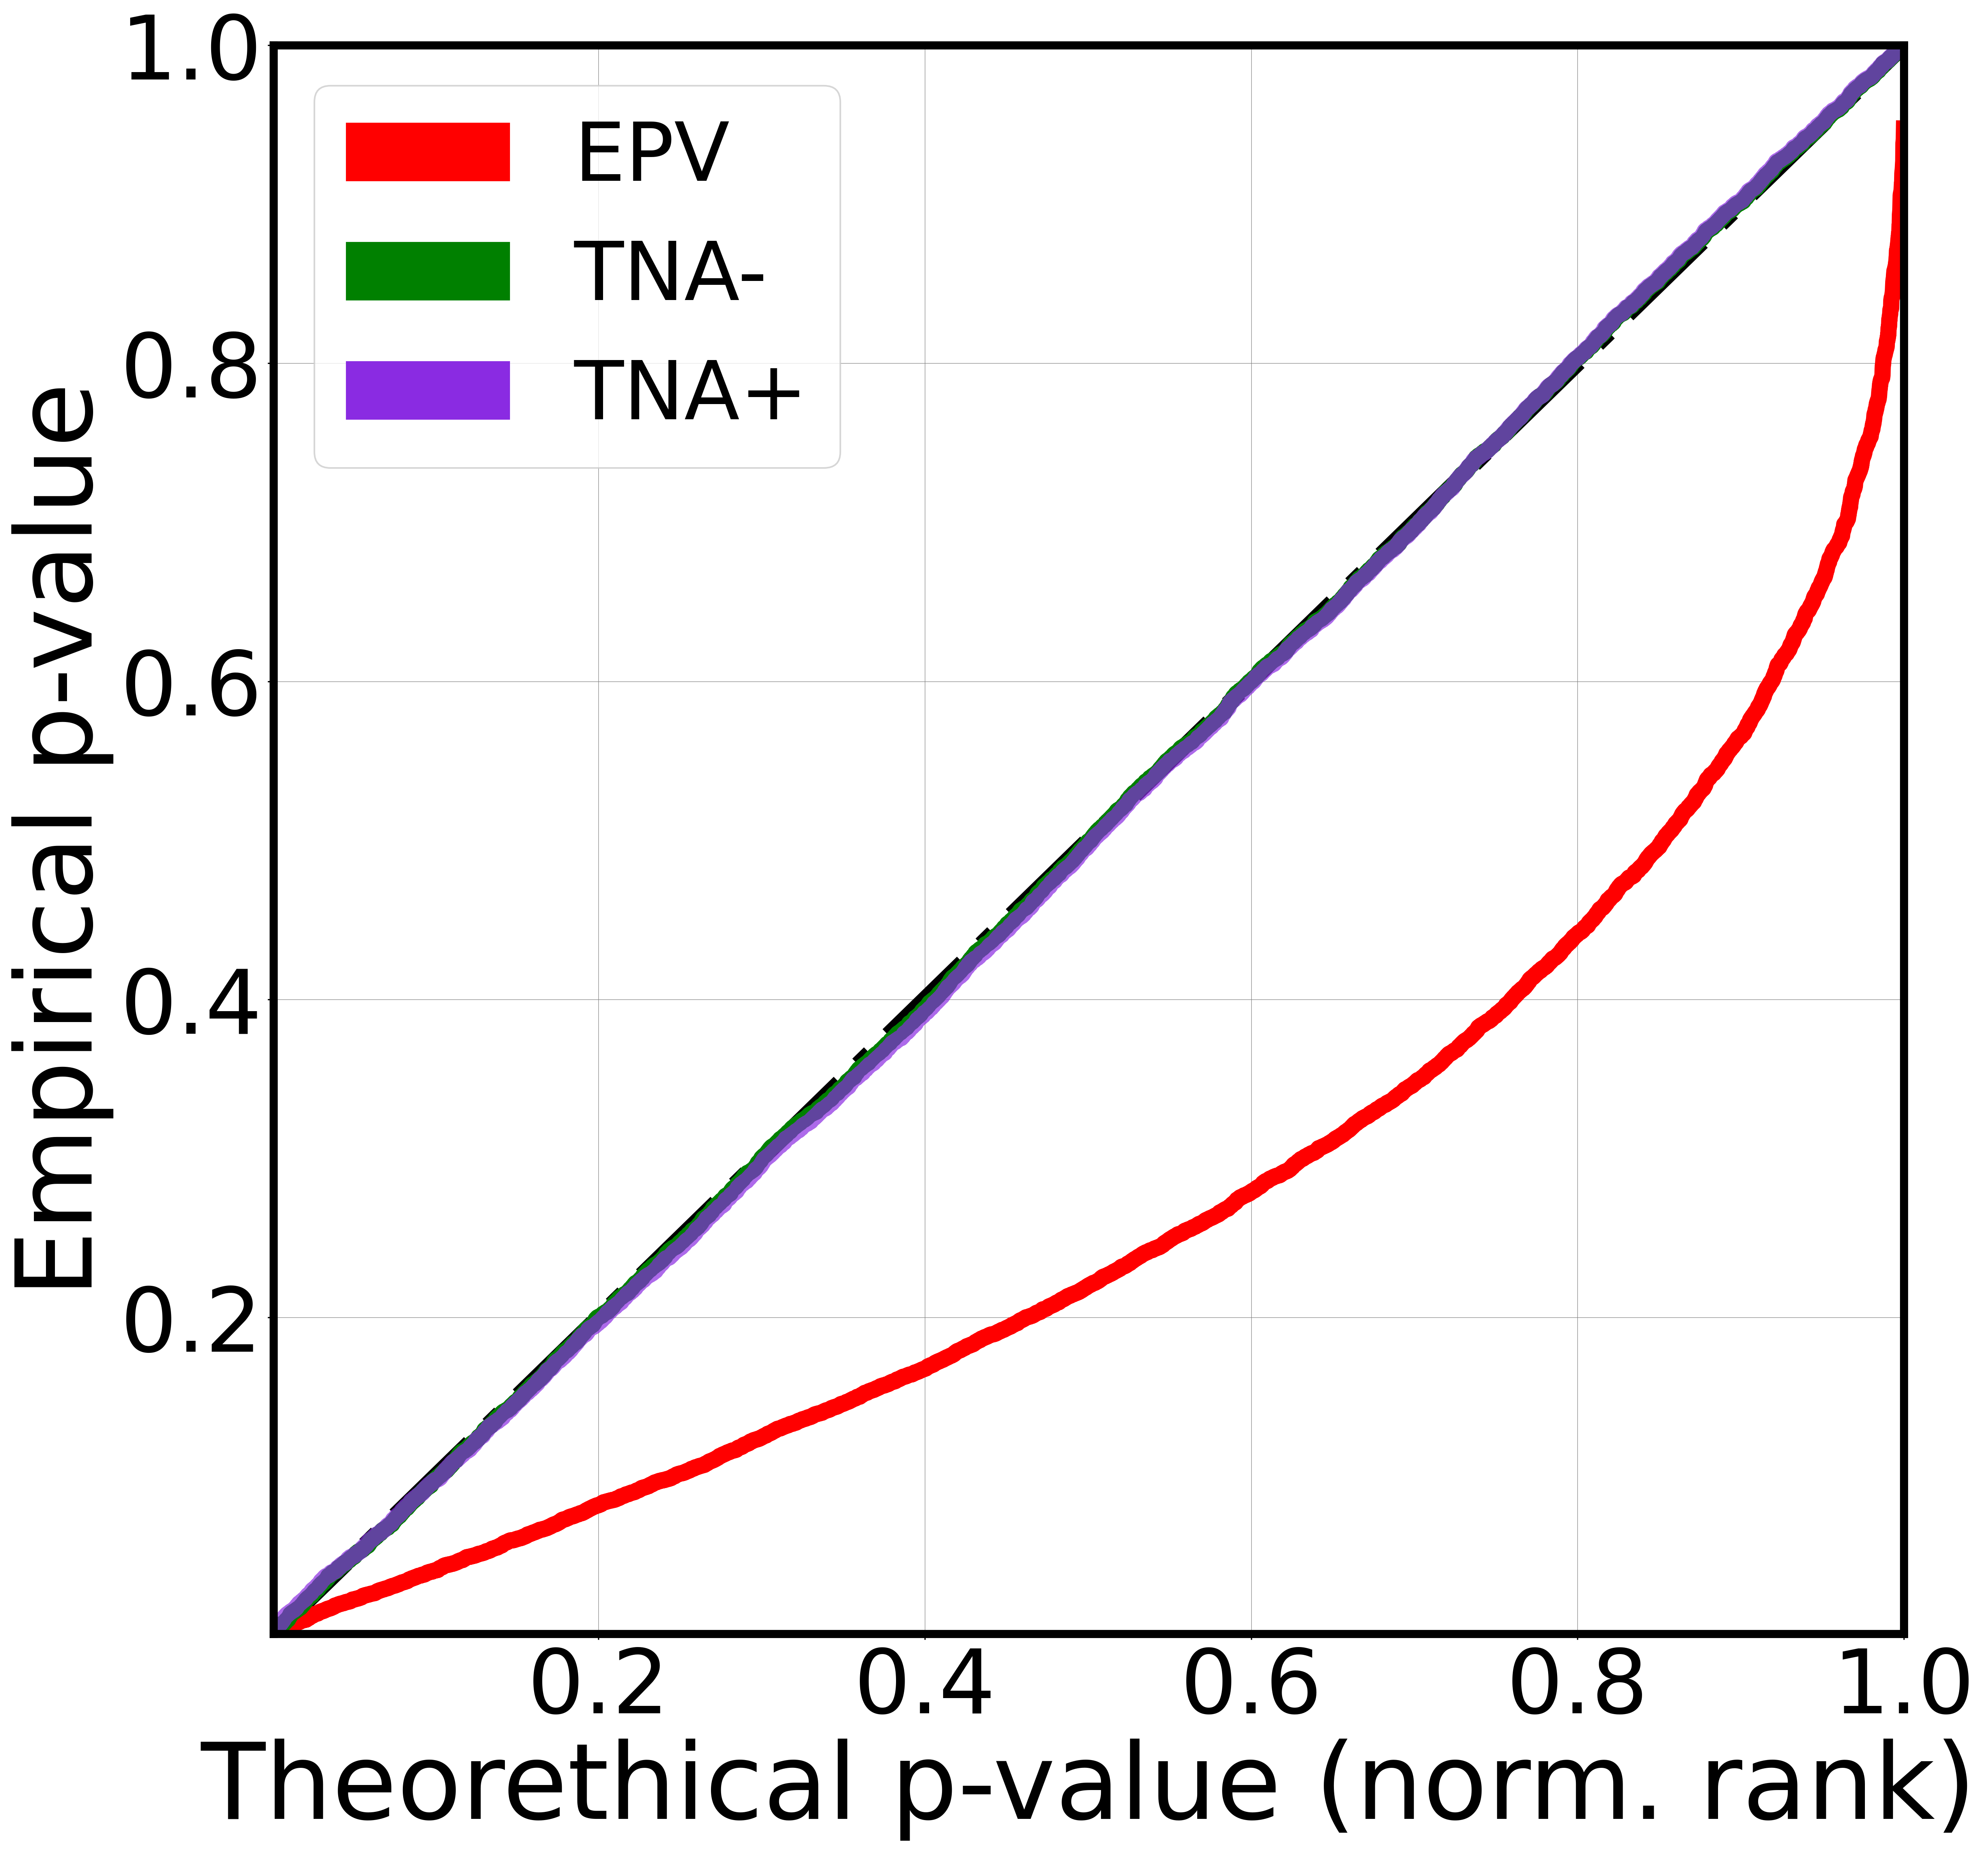 EPV
TNA-
TNA+
Empirical p-value
1.0
0.8
0.6
0.4
0.2
0.2 0.4 0.6 0.8 1.0
Theorethical p-value (norm. rank)